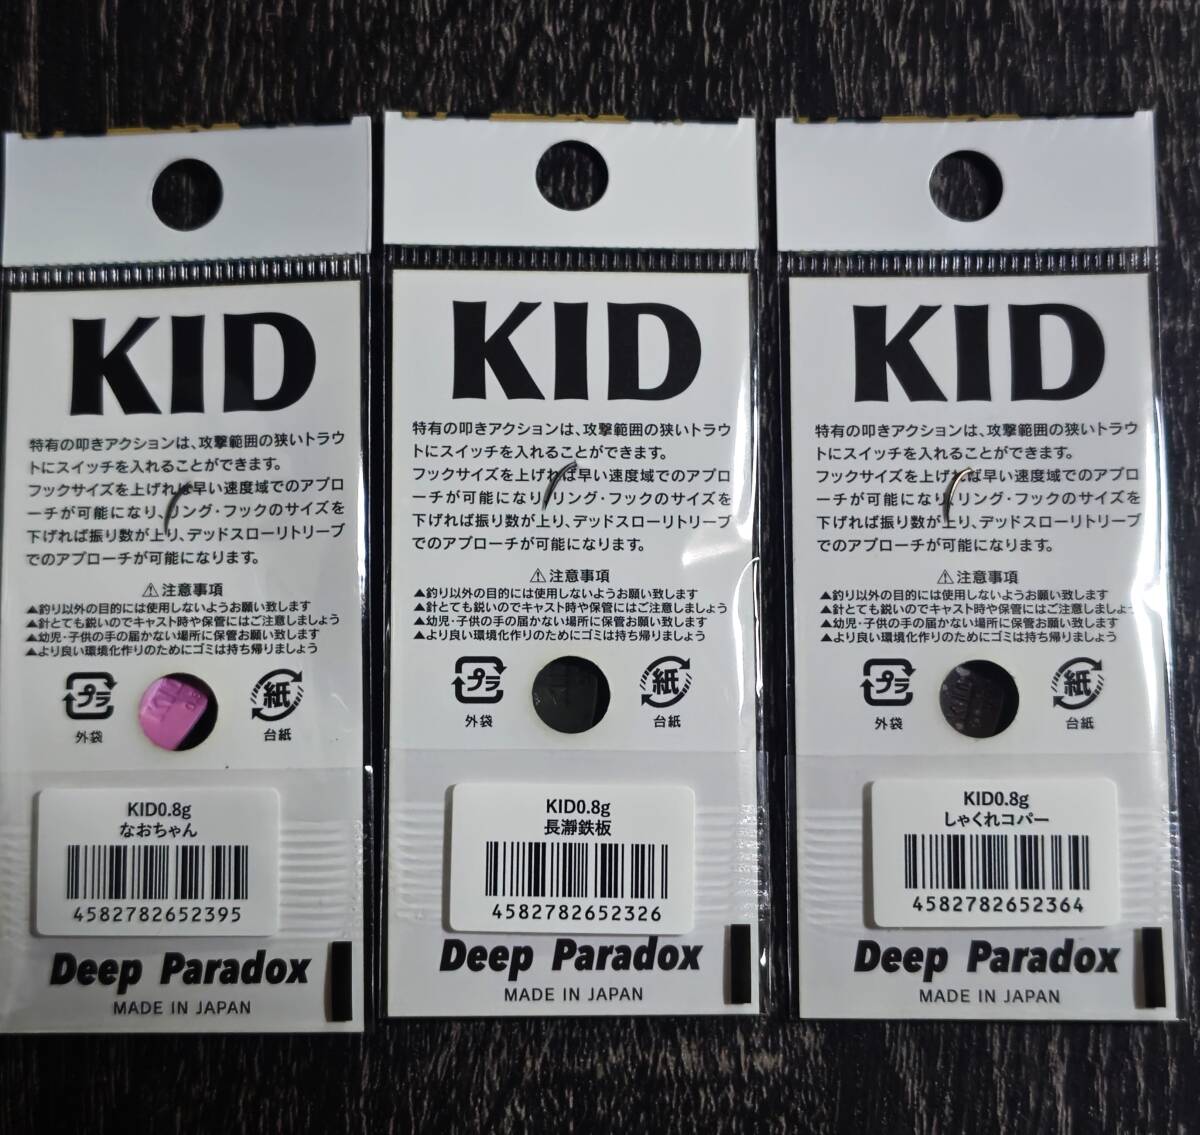 KID
特有の叩きアクションは、攻撃範囲の狭いトラウ
トにスイッチを入れることができます。
フックサイズを上げれば早い速度域でのアプロ
ーチが可能になり、リング・フックのサイズを
下げれば振り数が上り、デッドスローリトリーブ
でのアプローチが可能になります。
⚠注意事項
▲釣り以外の目的には使用しないようお願い致します
▲針とても鋭いのでキャスト時や保管にはご注意しましょう
▲幼児・子供の手の届かない場所に保管お願い致します
▲より良い環境化作りのためにゴミは持ち帰りましょう
プラ
外袋
紙
台紙
KID0.8g
なおちゃん
4582782652395
Deep Paradox
MADE IN JAPAN
KID
特有の叩きアクションは、攻撃範囲の狭いトラウ
トにスイッチを入れることができます。
フックサイズを上げれば早い速度域でのアプロ
ーチが可能になり、リング・フックのサイズを
下げれば振り数が上り、デッドスローリトリーブ
でのアプローチが可能になります。
⚠注意事項
▲釣り以外の目的には使用しないようお願い致します
▲針とても鋭いのでキャスト時や保管にはご注意しましょう
▲幼児・子供の手の届かない場所に保管お願い致します
▲より良い環境化作りのためにゴミは持ち帰りましょう
プラ
外袋
紙
台紙
KID0.8g
長瀞鉄板
4582782652326
Deep Paradox
MADE IN JAPAN
KID
特有の叩きアクションは、攻撃範囲の狭いトラウ
トにスイッチを入れることができます。
フックサイズを上げれば早い速度域でのアプロ
ーチが可能になり、リング・フックのサイズを
下げれば振り数が上り、デッドスローリトリーブ
でのアプローチが可能になります。
⚠注意事項
▲釣り以外の目的には使用しないようお願い致します
▲針とても鋭いのでキャスト時や保管にはご注意しましょう
▲幼児・子供の手の届かない場所に保管お願い致します
▲より良い環境化作りのためにゴミは持ち帰りましょう
プラ
外袋
紙
台紙
KID0.8g
しゃくれコパー
4582782652364
Deep Paradox
MADE IN JAPAN